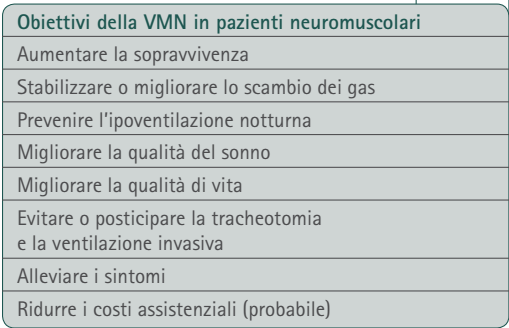 Obiettivi della VMN in pazienti neuromuscolari
Aumentare la sopravvivenza
Stabilizzare o migliorare lo scambio dei gas
Prevenire l'ipoventilazione notturna
Migliorare la qualità del sonno
Migliorare la qualità di vita
Evitare o posticipare la tracheotomia
e la ventilazione invasiva
Alleviare i sintomi
Ridurre i costi assistenziali (probabile)